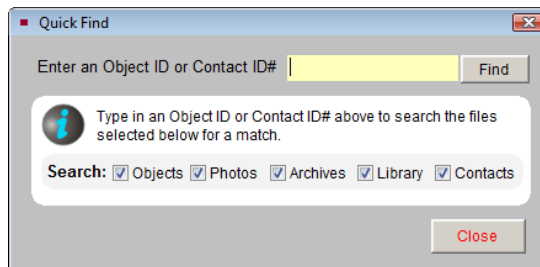 Quick Find
Enter an Object ID or Contact ID# Find
Type in an Object ID or Contact ID# above to search the files
selected below for a match.
Search: Objects Photos Archives Library Contacts
Close